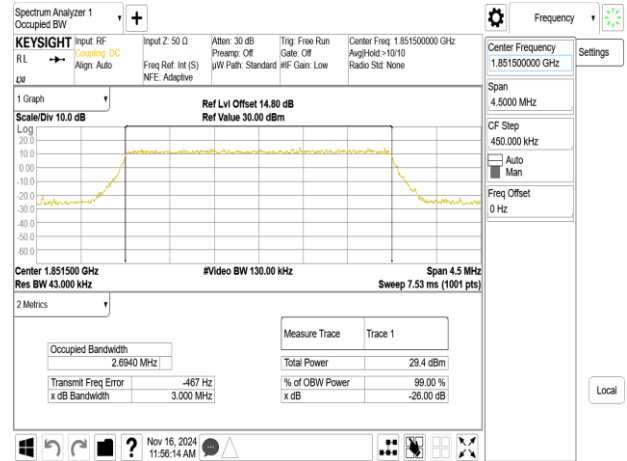 Spectrum Analyzer 1
Occupied BW
+
Frequency
KEYSIGHT
RL
Input: RF
Coupling: DC
Align: Auto
Input Z: 50 Ω
Freq Ref: Int (S)
NFE: Adaptive
Atten: 30 dB
Preamp: Off
µW Path: Standard
Trig: Free Run
Gate: Off
#IF Gain: Low
Center Freq: 1.851500000 GHz
Avg|Hold:>10/10
Radio Std: None
LXI
Center Frequency
1.851500000 GHz
Settings
Span
4.5000 MHz
CF Step
450.000 kHz
Auto
Man
Freq Offset
0 Hz
Local
1 Graph
Scale/Div 10.0 dB
Ref Lvl Offset 14.80 dB
Ref Value 30.00 dBm
Log
20.0
10.0
0.00
-10.0
-20.0
-30.0
-40.0
-50.0
-60.0
Center 1.851500 GHz
#Video BW 130.00 kHz
Span 4.5 MHz
Res BW 43.000 kHz
Sweep 7.53 ms (1001 pts)
2 Metrics
Measure Trace Trace 1
Occupied Bandwidth
2.6940 MHz
Total Power 29.4 dBm
Transmit Freq Error -467 Hz
% of OBW Power 99.00 %
x dB Bandwidth 3.000 MHz
x dB -26.00 dB
?
Nov 16, 2024
11:56:14 AM